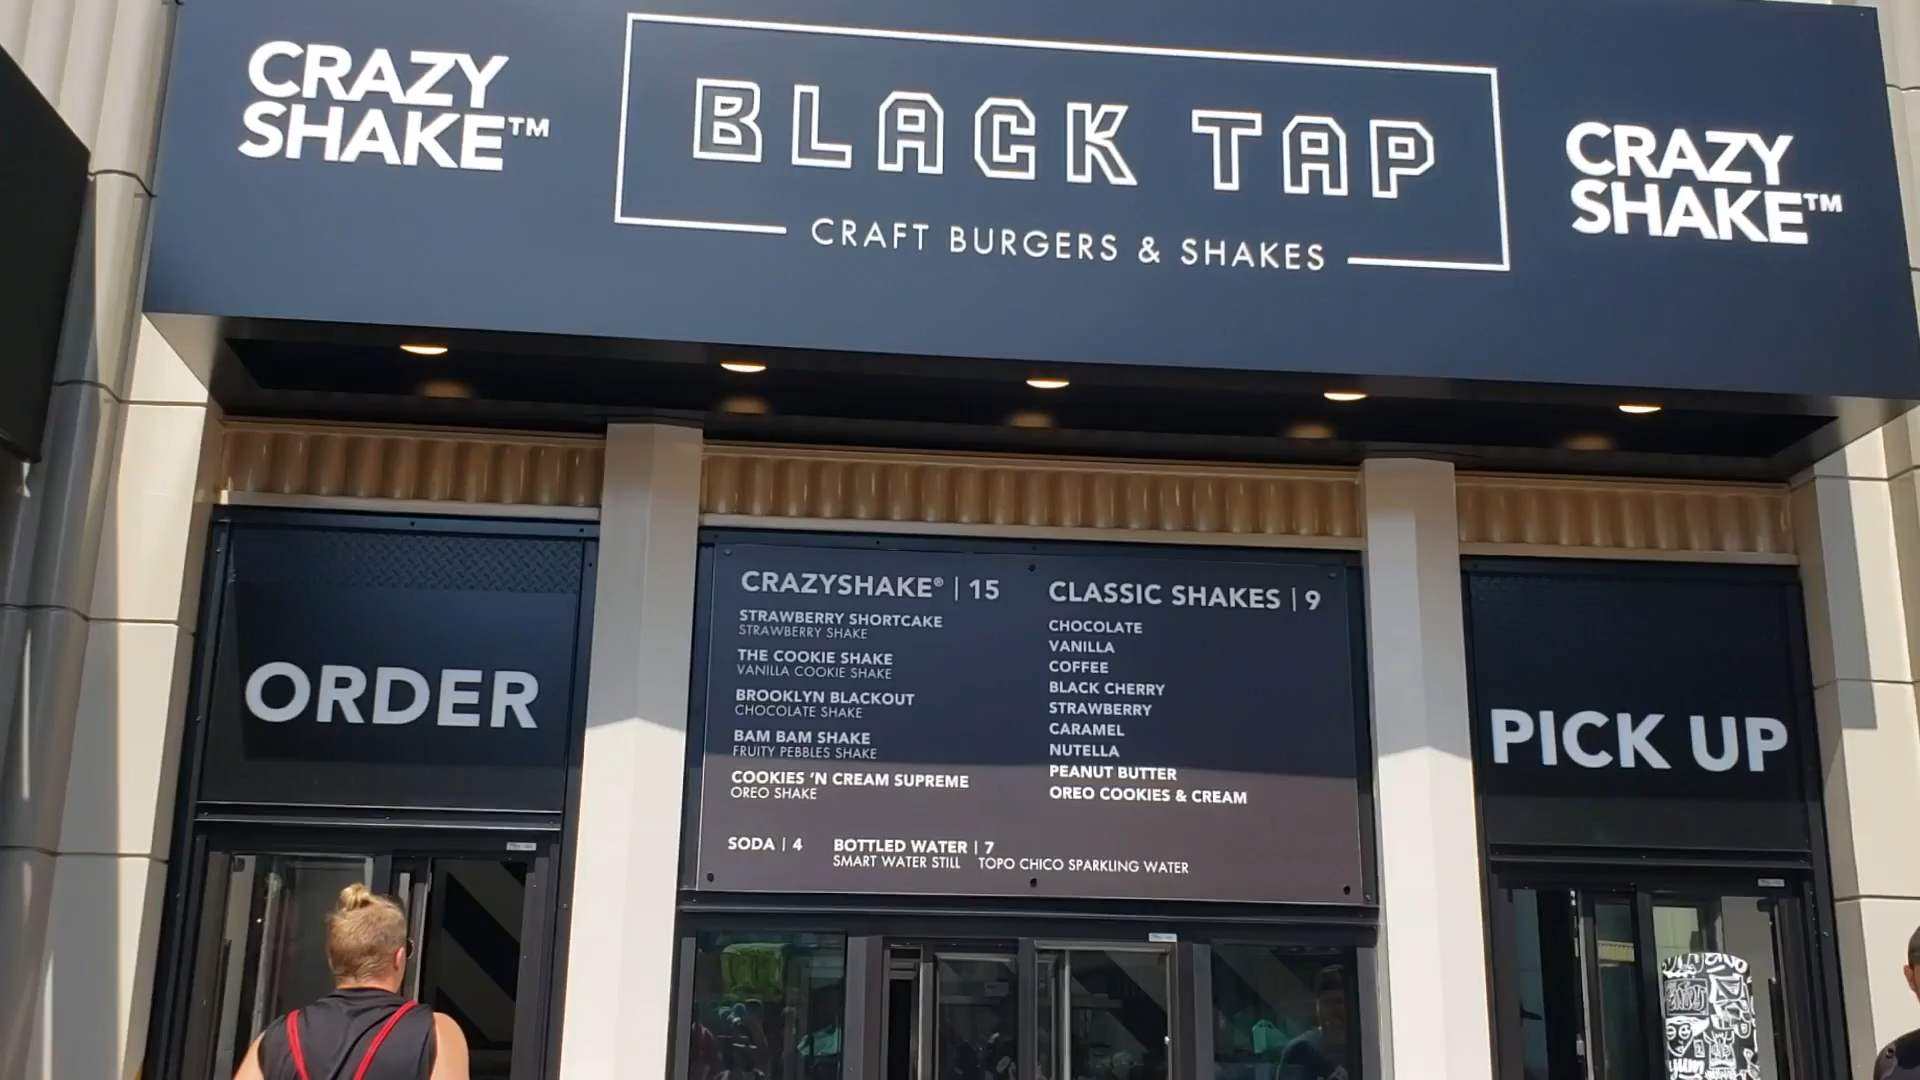 CRAZY
SHAKE™
BLACK TAP
CRAFT BURGERS & SHAKES
CRAZY
SHAKE™
ORDER
CRAZYSHAKE® | 15
STRAWBERRY SHORTCAKE
STRAWBERRY SHAKE
THE COOKIE SHAKE
VANILLA COOKIE SHAKE
BROOKLYN BLACKOUT
CHOCOLATE SHAKE
BAM BAM SHAKE
FRUITY PEBBLES SHAKE
COOKIES 'N CREAM SUPREME
OREO SHAKE
CLASSIC SHAKES | 9
CHOCOLATE
VANILLA
COFFEE
BLACK CHERRY
STRAWBERRY
CARAMEL
NUTELLA
PEANUT BUTTER
OREO COOKIES & CREAM
SODA | 4
BOTTLED WATER | 7
SMART WATER STILL TOPO CHICO SPARKLING WATER
PICK UP